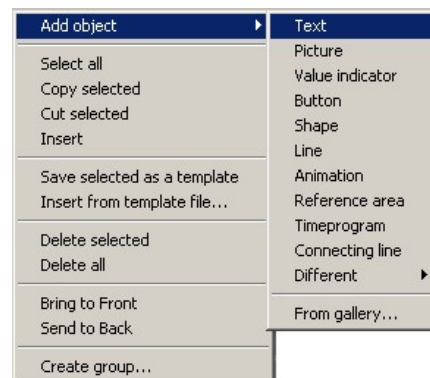 Add object
Select all
Copy selected
Cut selected
Insert
Save selected as a template
Insert from template file...
Delete selected
Delete all
Bring to Front
Send to Back
Create group...
Text
Picture
Value indicator
Button
Shape
Line
Animation
Reference area
Timeprogram
Connecting line
Different
From gallery...